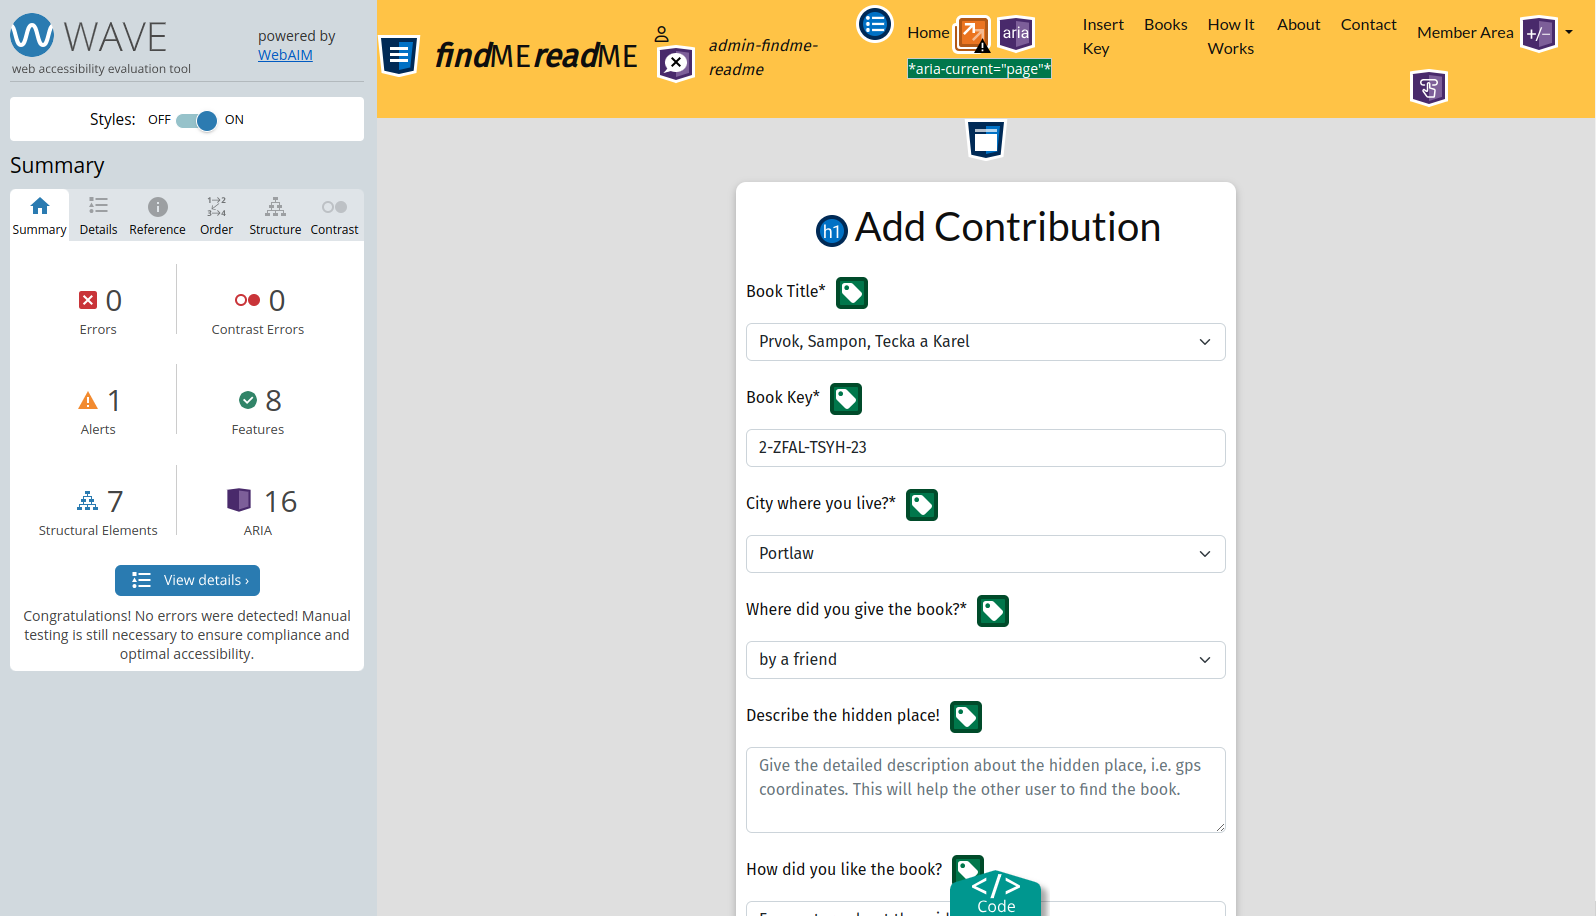 WAVE
web accessibility evaluation tool
powered by
WebAIM
Styles: OFF ON
Summary
Summary Details Reference Order Structure Contrast
0 Errors
0 Contrast Errors
1 Alerts
8 Features
7 Structural Elements
16 ARIA
View details ›
Congratulations! No errors were detected! Manual
testing is still necessary to ensure compliance and
optimal accessibility.
findMEreadME
admin-findme-
readme
Home
aria
*aria-current="page"*
Insert
Key
Books
How It
Works
About
Contact
Member Area
+/−
h1 Add Contribution
Book Title*
Prvok, Sampon, Tecka a Karel
Book Key*
2-ZFAL-TSYH-23
City where you live?*
Portlaw
Where did you give the book?*
by a friend
Describe the hidden place!
Give the detailed description about the hidden place, i.e. gps
coordinates. This will help the other user to find the book.
How did you like the book?
</>
Code